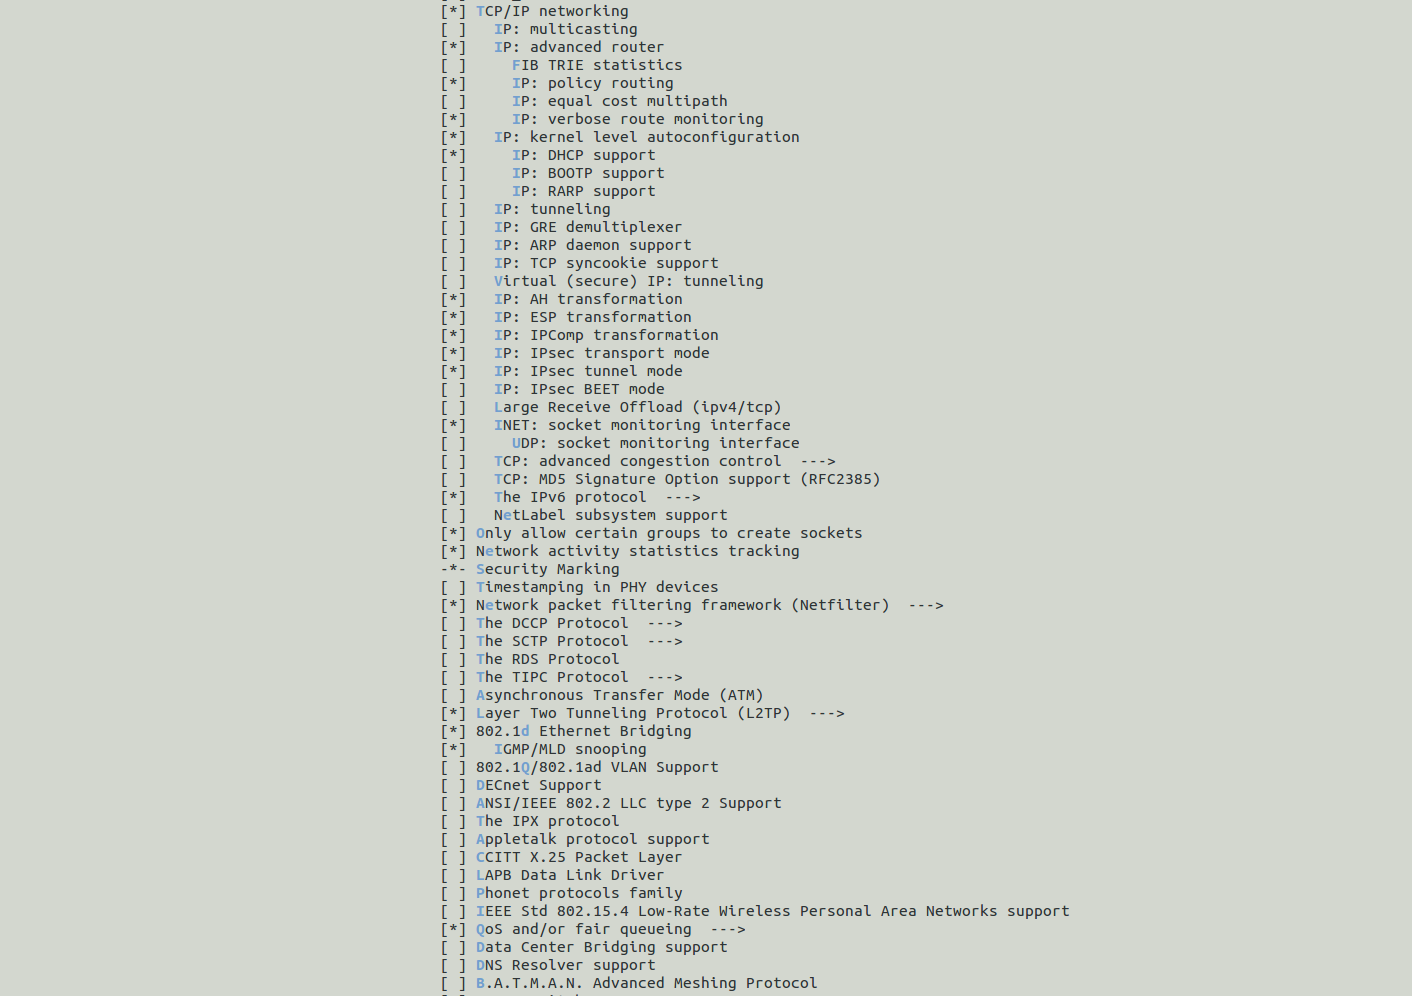 [*] TCP/IP networking
[ ]   IP: multicasting
[*]   IP: advanced router
[ ]     FIB TRIE statistics
[*]     IP: policy routing
[ ]     IP: equal cost multipath
[*]     IP: verbose route monitoring
[*]   IP: kernel level autoconfiguration
[*]     IP: DHCP support
[ ]     IP: BOOTP support
[ ]     IP: RARP support
[ ]   IP: tunneling
[ ]   IP: GRE demultiplexer
[ ]   IP: ARP daemon support
[ ]   IP: TCP syncookie support
[ ]   Virtual (secure) IP: tunneling
[*]   IP: AH transformation
[*]   IP: ESP transformation
[*]   IP: IPComp transformation
[*]   IP: IPsec transport mode
[*]   IP: IPsec tunnel mode
[ ]   IP: IPsec BEET mode
[ ]   Large Receive Offload (ipv4/tcp)
[*]   INET: socket monitoring interface
[ ]     UDP: socket monitoring interface
[ ]   TCP: advanced congestion control  --->
[ ]   TCP: MD5 Signature Option support (RFC2385)
[*]   The IPv6 protocol  --->
[ ]   NetLabel subsystem support
[*] Only allow certain groups to create sockets
[*] Network activity statistics tracking
-*- Security Marking
[ ] Timestamping in PHY devices
[*] Network packet filtering framework (Netfilter)  --->
[ ] The DCCP Protocol  --->
[ ] The SCTP Protocol  --->
[ ] The RDS Protocol
[ ] The TIPC Protocol  --->
[ ] Asynchronous Transfer Mode (ATM)
[*] Layer Two Tunneling Protocol (L2TP)  --->
[*] 802.1d Ethernet Bridging
[*]   IGMP/MLD snooping
[ ] 802.1Q/802.1ad VLAN Support
[ ] DECnet Support
[ ] ANSI/IEEE 802.2 LLC type 2 Support
[ ] The IPX protocol
[ ] Appletalk protocol support
[ ] CCITT X.25 Packet Layer
[ ] LAPB Data Link Driver
[ ] Phonet protocols family
[ ] IEEE Std 802.15.4 Low-Rate Wireless Personal Area Networks support
[*] QoS and/or fair queueing  --->
[ ] Data Center Bridging support
[ ] DNS Resolver support
[ ] B.A.T.M.A.N. Advanced Meshing Protocol